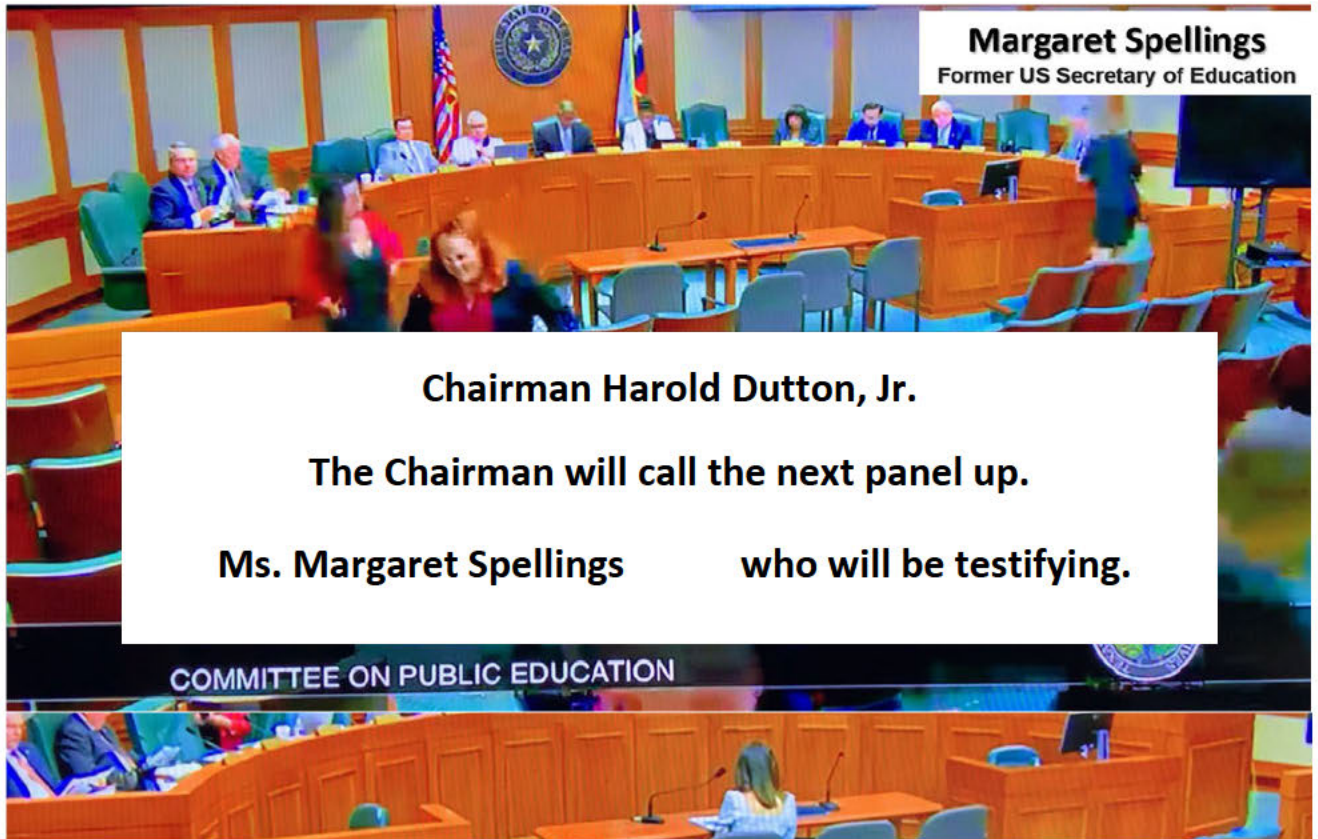 Margaret Spellings
Former US Secretary of Education
Chairman Harold Dutton, Jr.
The Chairman will call the next panel up.
Ms. Margaret Spellings who will be testifying.
COMMITTEE ON PUBLIC EDUCATION